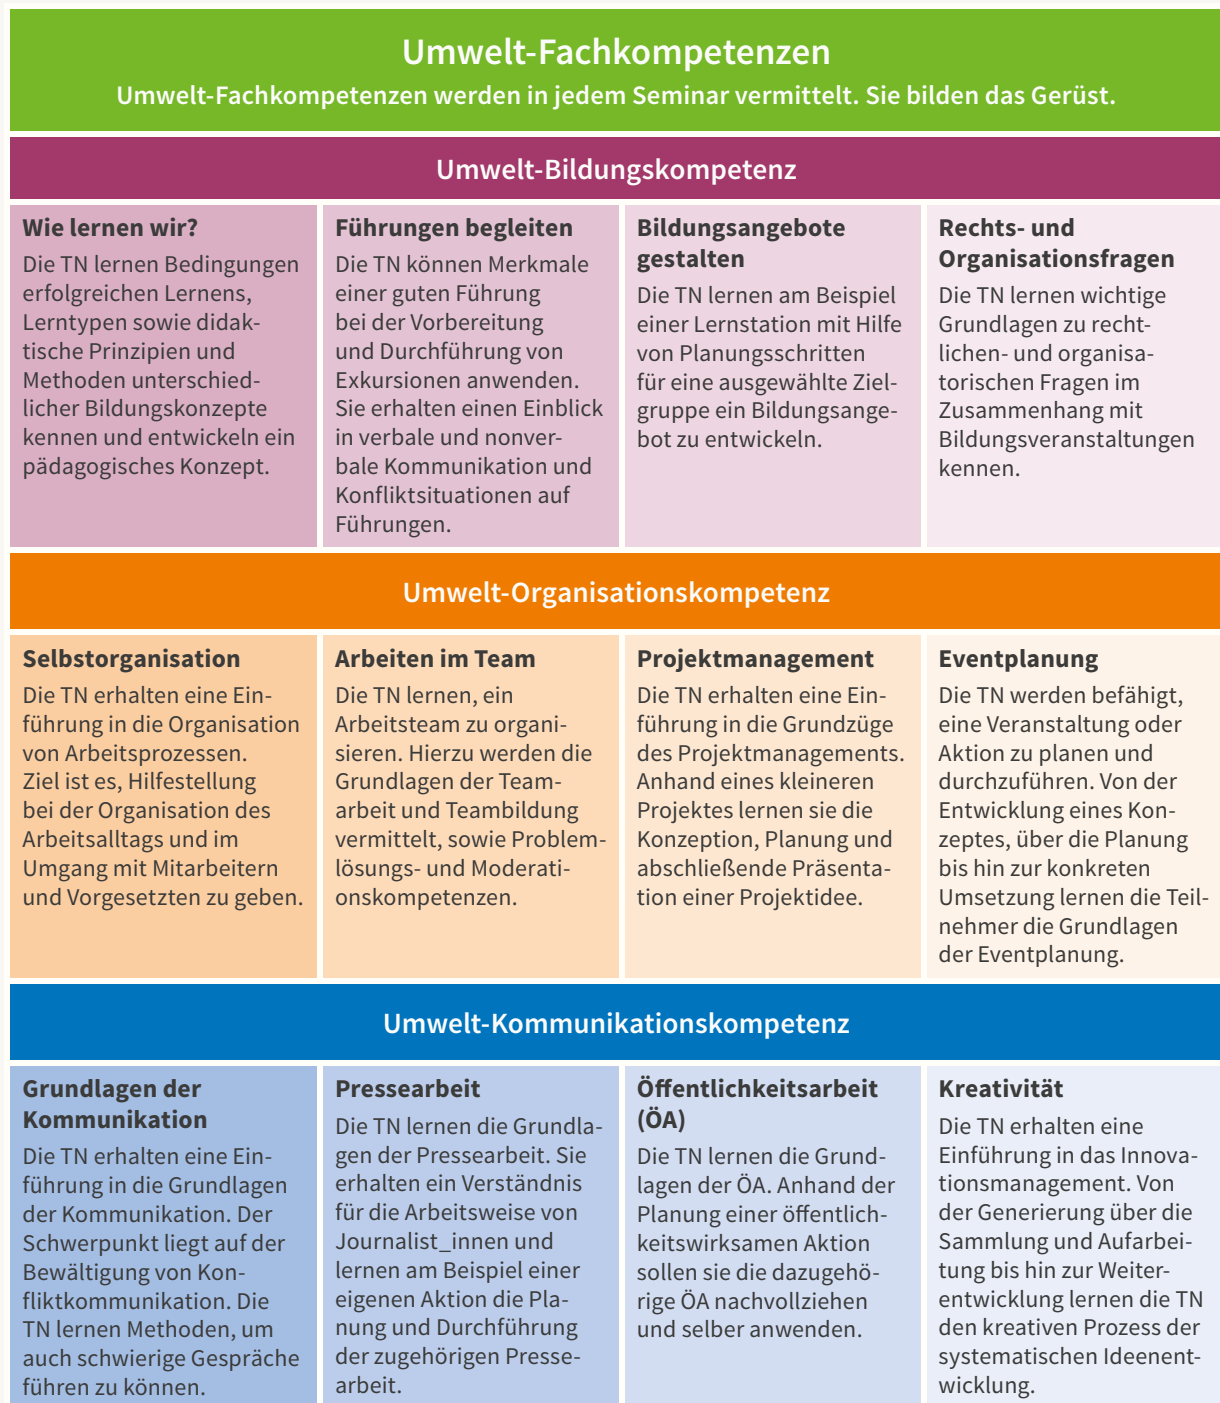 Umwelt-Fachkompetenzen
Umwelt-Fachkompetenzen werden in jedem Seminar vermittelt. Sie bilden das Gerüst.
Umwelt-Bildungskompetenz
Wie lernen wir?
Die TN lernen Bedingungen
erfolgreichen Lernens,
Lerntypen sowie didak-
tische Prinzipien und
Methoden unterschied-
licher Bildungskonzepte
kennen und entwickeln ein
pädagogisches Konzept.
Führungen begleiten
Die TN können Merkmale
einer guten Führung
bei der Vorbereitung
und Durchführung von
Exkursionen anwenden.
Sie erhalten einen Einblick
in verbale und nonver-
bale Kommunikation und
Konfliktsituationen auf
Führungen.
Bildungsangebote
gestalten
Die TN lernen am Beispiel
einer Lernstation mit Hilfe
von Planungsschritten
für eine ausgewählte Ziel-
gruppe ein Bildungsange-
bot zu entwickeln.
Rechts- und
Organisationsfragen
Die TN lernen wichtige
Grundlagen zu recht-
lichen- und organisa-
torischen Fragen im
Zusammenhang mit
Bildungsveranstaltungen
kennen.
Umwelt-Organisationskompetenz
Selbstorganisation
Die TN erhalten eine Ein-
führung in die Organisation
von Arbeitsprozessen.
Ziel ist es, Hilfestellung
bei der Organisation des
Arbeitsalltags und im
Umgang mit Mitarbeitern
und Vorgesetzten zu geben.
Arbeiten im Team
Die TN lernen, ein
Arbeitsteam zu organi-
sieren. Hierzu werden die
Grundlagen der Team-
arbeit und Teambildung
vermittelt, sowie Problem-
lösungs- und Moderati-
onskompetenzen.
Projektmanagement
Die TN erhalten eine Ein-
führung in die Grundzüge
des Projektmanagements.
Anhand eines kleineren
Projektes lernen sie die
Konzeption, Planung und
abschließende Präsenta-
tion einer Projektidee.
Eventplanung
Die TN werden befähigt,
eine Veranstaltung oder
Aktion zu planen und
durchzuführen. Von der
Entwicklung eines Kon-
zeptes, über die Planung
bis hin zur konkreten
Umsetzung lernen die Teil-
nehmer die Grundlagen
der Eventplanung.
Umwelt-Kommunikationskompetenz
Grundlagen der
Kommunikation
Die TN erhalten eine Ein-
führung in die Grundlagen
der Kommunikation. Der
Schwerpunkt liegt auf der
Bewältigung von Kon-
fliktkommunikation. Die
TN lernen Methoden, um
auch schwierige Gespräche
führen zu können.
Pressearbeit
Die TN lernen die Grundla-
gen der Pressearbeit. Sie
erhalten ein Verständnis
für die Arbeitsweise von
Journalist_innen und
lernen am Beispiel einer
eigenen Aktion die Pla-
nung und Durchführung
der zugehörigen Presse-
arbeit.
Öffentlichkeitsarbeit
(ÖA)
Die TN lernen die Grund-
lagen der ÖA. Anhand der
Planung einer öffentlich-
keitswirksamen Aktion
sollen sie die dazugehö-
rige ÖA nachvollziehen
und selber anwenden.
Kreativität
Die TN erhalten eine
Einführung in das Innova-
tionsmanagement. Von
der Generierung über die
Sammlung und Aufarbei-
tung bis hin zur Weiter-
entwicklung lernen die TN
den kreativen Prozess der
systematischen Ideenent-
wicklung.